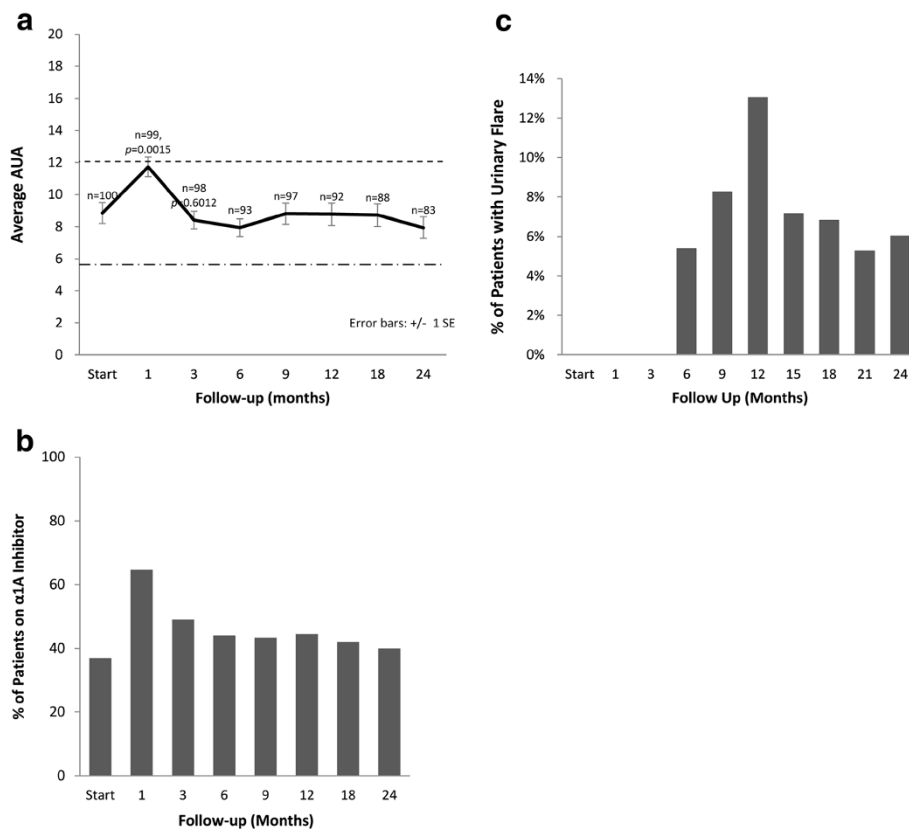 a
Average AUA
20
18
16
14
12
10
8
6
4
2
0
n=100
n=99,
p=0.0015
n=98
p=0.6012
n=93
n=97
n=92
n=88
n=83
Error bars: +/- 1 SE
Start 1 3 6 9 12 18 24
Follow-up (months)
c
% of Patients with Urinary Flare
14%
12%
10%
8%
6%
4%
2%
0%
Start 1 3 6 9 12 15 18 21 24
Follow Up (Months)
b
% of Patients on α1A Inhibitor
100
80
60
40
20
0
Start 1 3 6 9 12 18 24
Follow-up (Months)